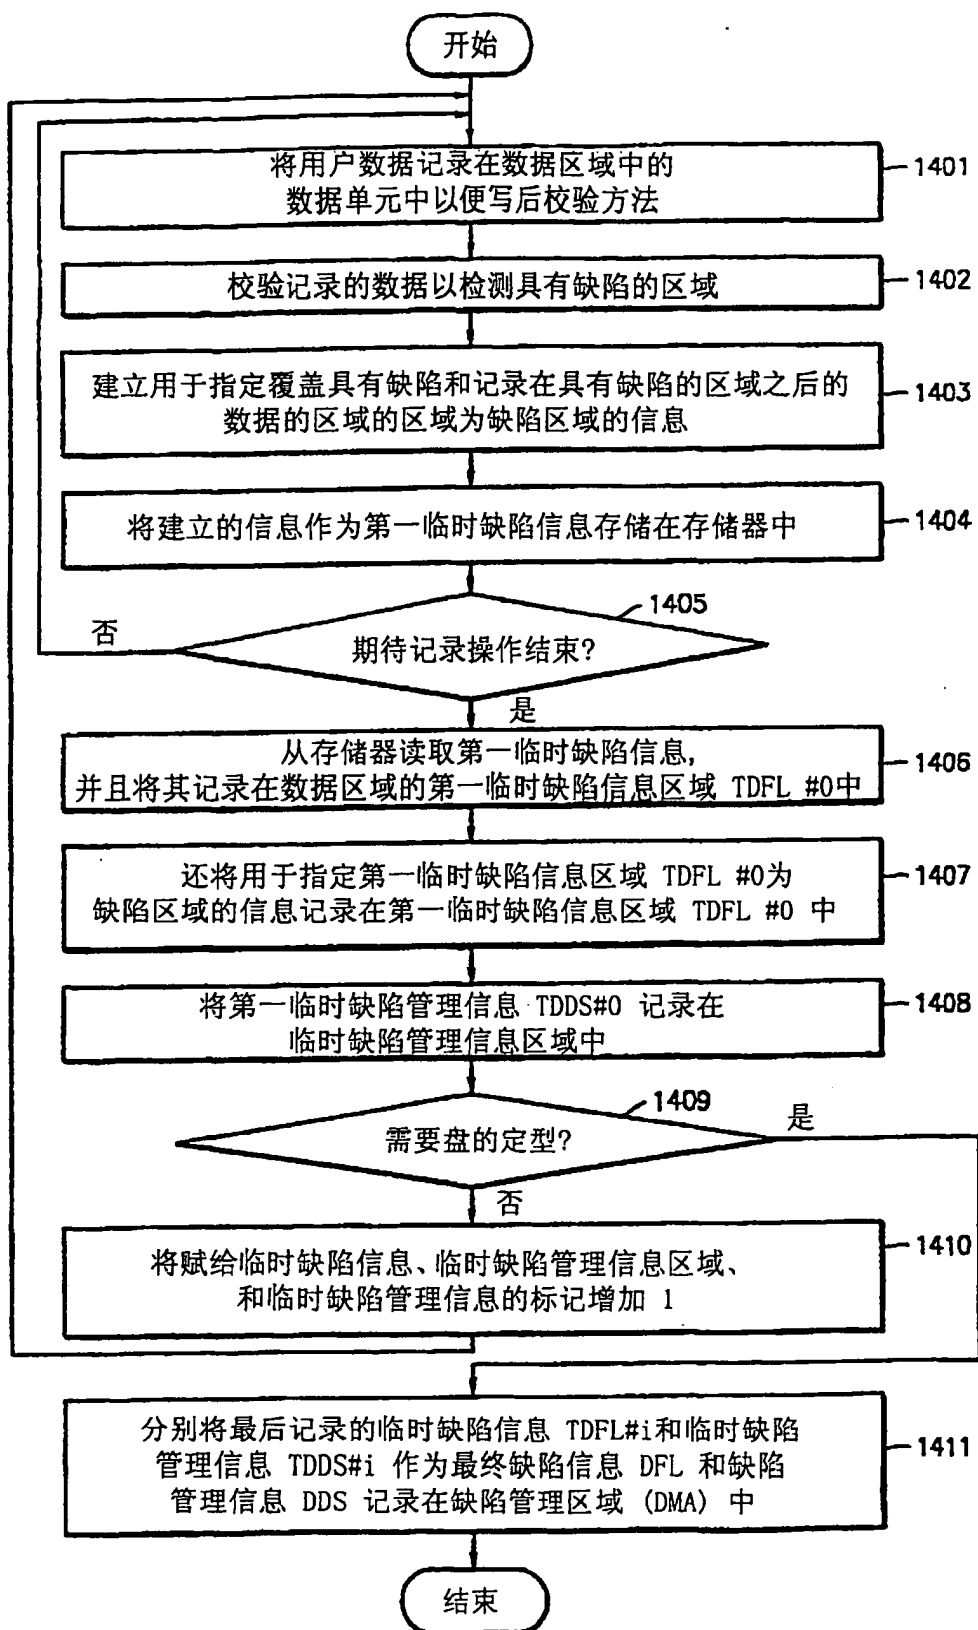 开始
将用户数据记录在数据区域中的
数据单元中以便写后校验方法
1401
校验记录的数据以检测具有缺陷的区域
1402
建立用于指定覆盖具有缺陷和记录在具有缺陷的区域之后的
数据的区域的区域为缺陷区域的信息
1403
将建立的信息作为第一临时缺陷信息存储在存储器中
1404
1405
否
期待记录操作结束?
是
从存储器读取第一临时缺陷信息,
并且将其记录在数据区域的第一临时缺陷信息区域 TDFL #0中
1406
还将用于指定第一临时缺陷信息区域 TDFL #0为
缺陷区域的信息记录在第一临时缺陷信息区域 TDFL #0 中
1407
将第一临时缺陷管理信息 TDDS#0 记录在
临时缺陷管理信息区域中
1408
1409
是
需要盘的定型?
否
将赋给临时缺陷信息、临时缺陷管理信息区域、
和临时缺陷管理信息的标记增加 1
1410
分别将最后记录的临时缺陷信息 TDFL#i和临时缺陷
管理信息 TDDS#i 作为最终缺陷信息 DFL 和缺陷
管理信息 DDS 记录在缺陷管理区域 (DMA) 中
1411
结束